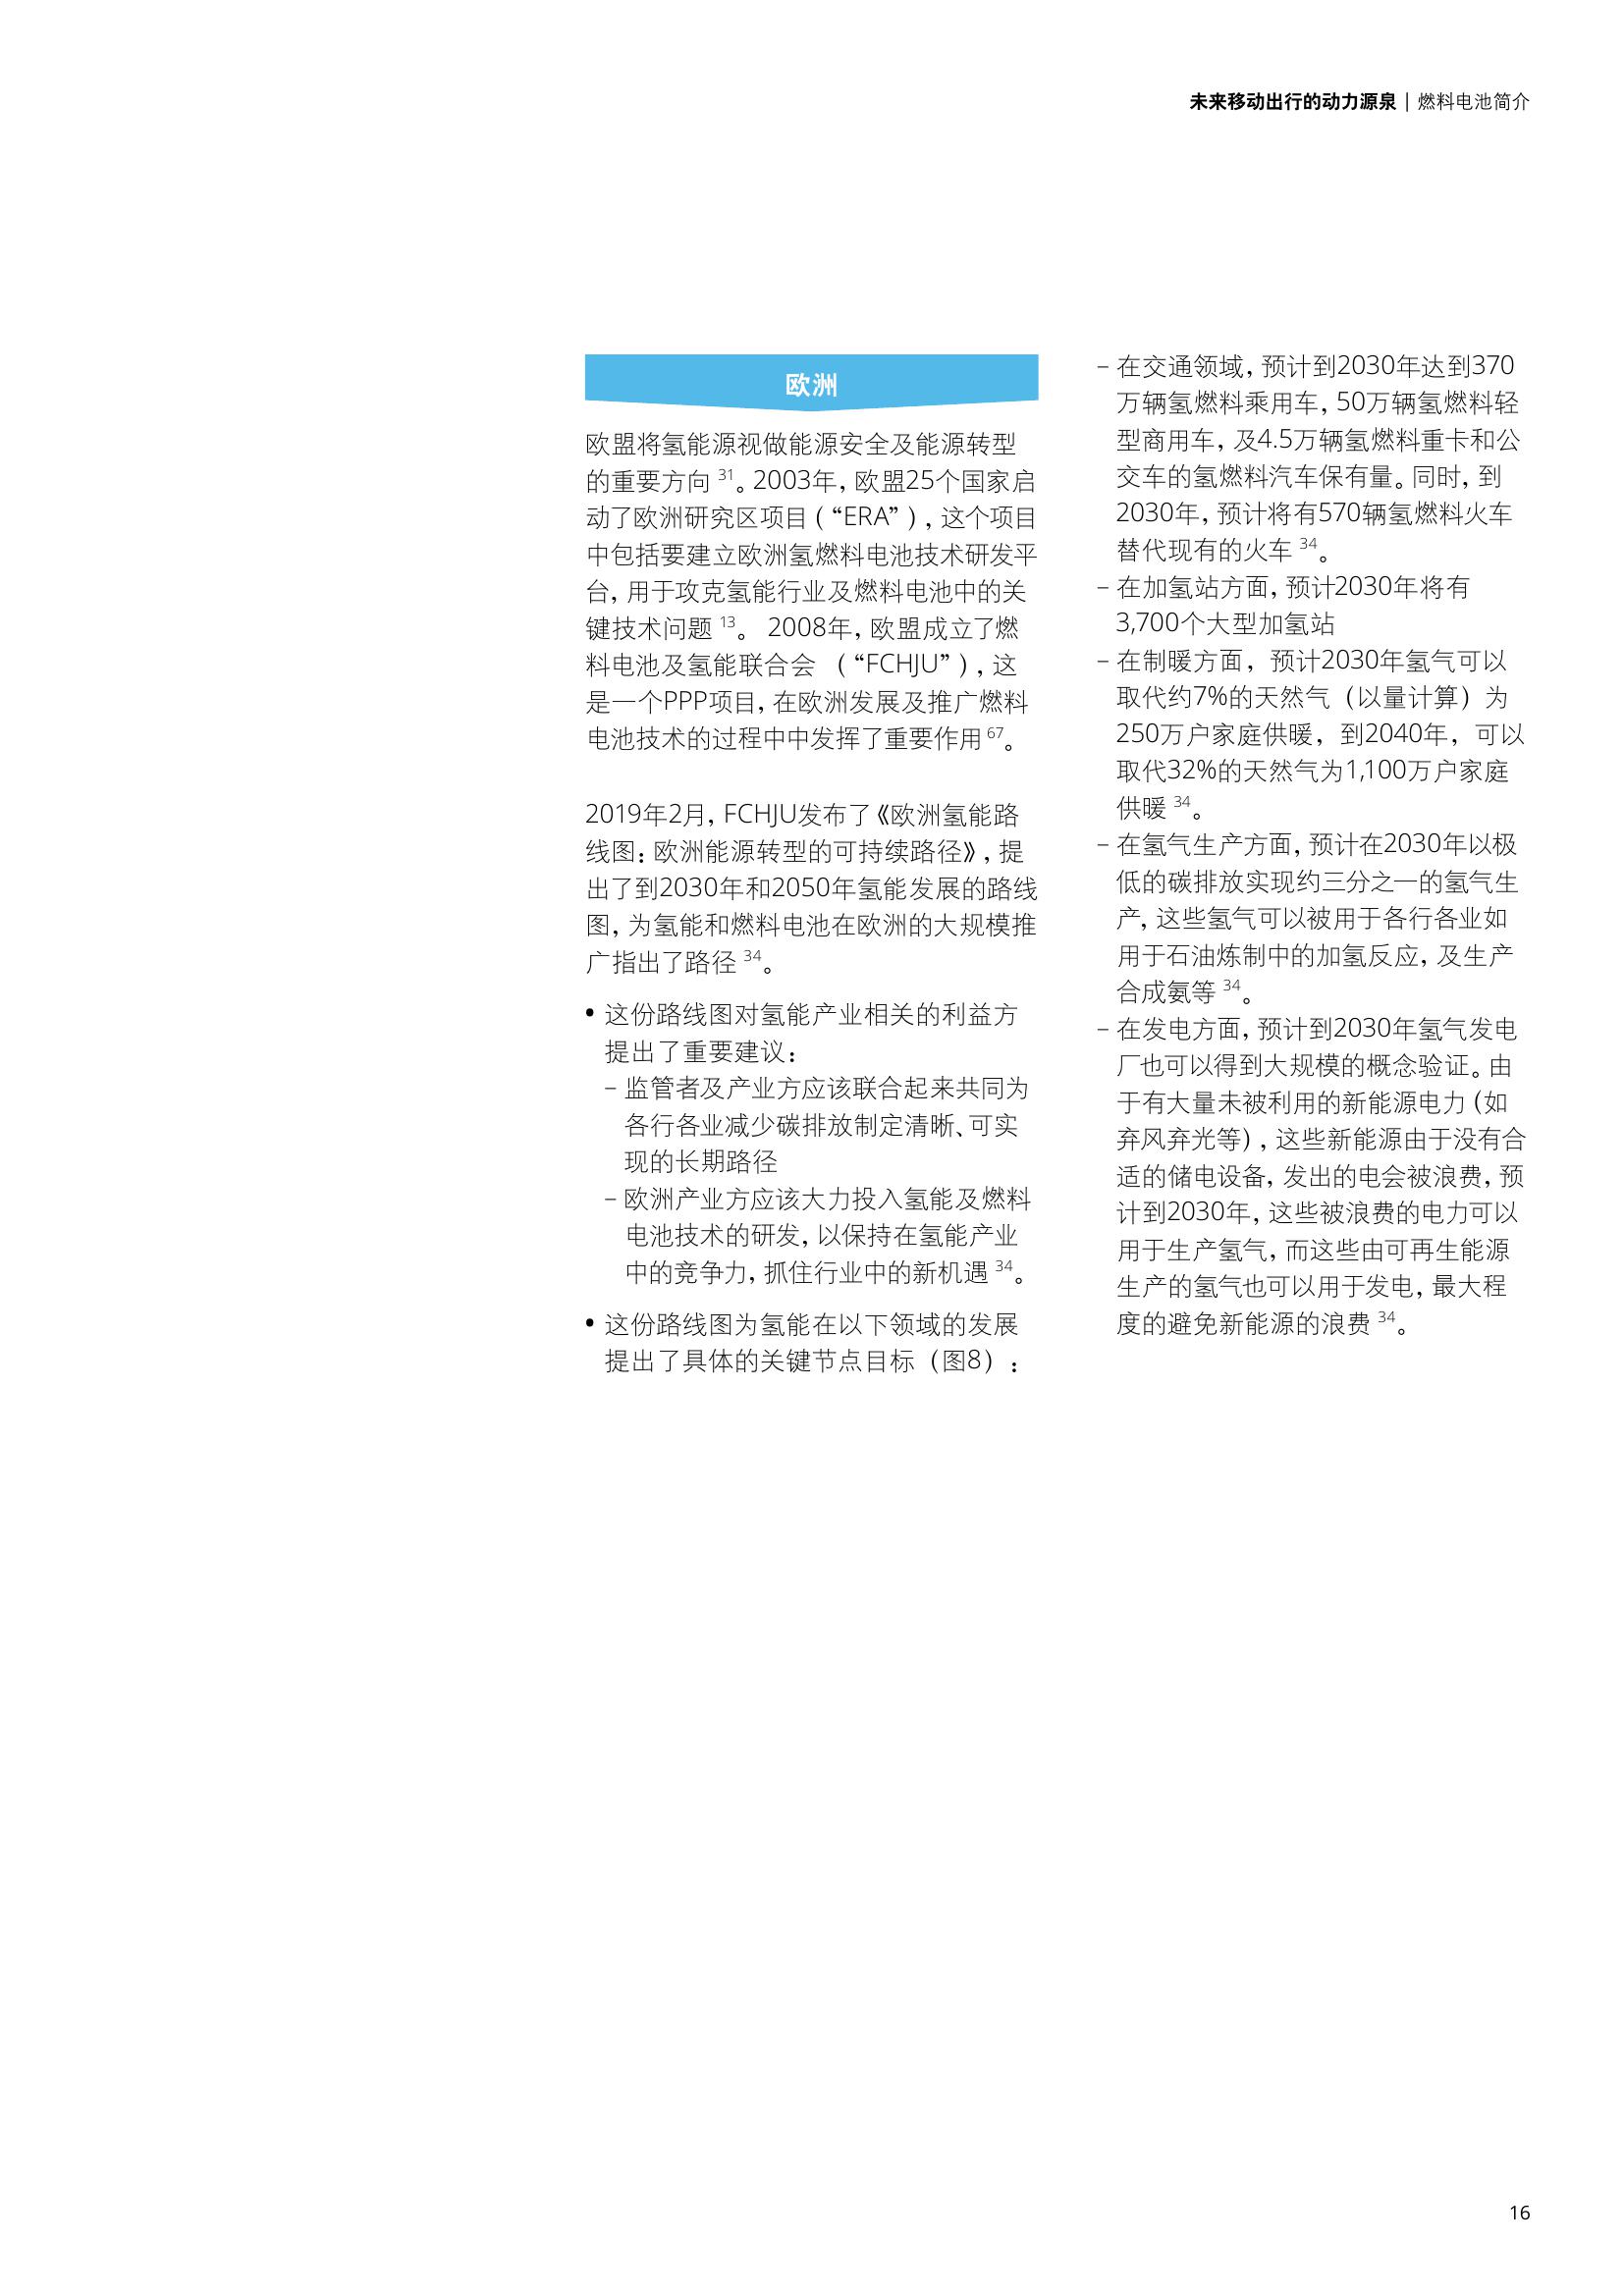 未来移动出行的动力源泉 | 燃料电池简介
欧洲
欧盟将氢能源视做能源安全及能源转型
的重要方向 31。2003年，欧盟25个国家启
动了欧洲研究区项目（“ERA”），这个项目
中包括要建立欧洲氢燃料电池技术研发平
台，用于攻克氢能行业及燃料电池中的关
键技术问题 13。 2008年，欧盟成立了燃
料电池及氢能联合会 （“FCHJU”），这
是一个PPP项目，在欧洲发展及推广燃料
电池技术的过程中中发挥了重要作用 67。
2019年2月，FCHJU发布了《欧洲氢能路
线图：欧洲能源转型的可持续路径》，提
出了到2030年和2050年氢能发展的路线
图，为氢能和燃料电池在欧洲的大规模推
广指出了路径 34。
• 这份路线图对氢能产业相关的利益方
提出了重要建议：
– 监管者及产业方应该联合起来共同为
各行各业减少碳排放制定清晰、可实
现的长期路径
– 欧洲产业方应该大力投入氢能及燃料
电池技术的研发，以保持在氢能产业
中的竞争力，抓住行业中的新机遇 34。
• 这份路线图为氢能在以下领域的发展
提出了具体的关键节点目标（图8）：
– 在交通领域，预计到2030年达到370
万辆氢燃料乘用车，50万辆氢燃料轻
型商用车，及4.5万辆氢燃料重卡和公
交车的氢燃料汽车保有量。同时，到
2030年，预计将有570辆氢燃料火车
替代现有的火车 34。
– 在加氢站方面，预计2030年将有
3,700个大型加氢站
– 在制暖方面，预计2030年氢气可以
取代约7%的天然气（以量计算）为
250万户家庭供暖，到2040年，可以
取代32%的天然气为1,100万户家庭
供暖 34。
– 在氢气生产方面，预计在2030年以极
低的碳排放实现约三分之一的氢气生
产，这些氢气可以被用于各行各业如
用于石油炼制中的加氢反应，及生产
合成氨等 34。
– 在发电方面，预计到2030年氢气发电
厂也可以得到大规模的概念验证。由
于有大量未被利用的新能源电力（如
弃风弃光等），这些新能源由于没有合
适的储电设备，发出的电会被浪费，预
计到2030年，这些被浪费的电力可以
用于生产氢气，而这些由可再生能源
生产的氢气也可以用于发电，最大程
度的避免新能源的浪费 34。
16